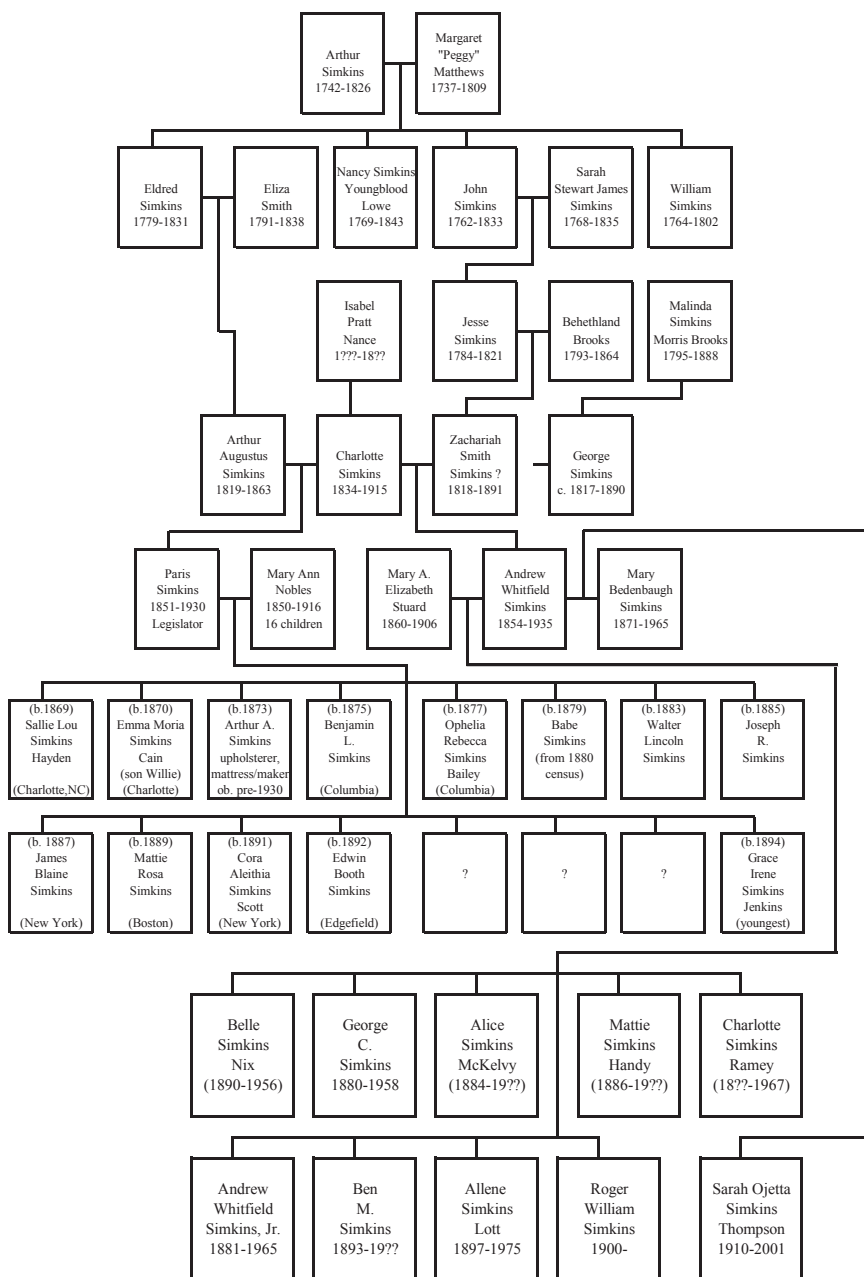 Arthur
Simkins
1742-1826
Margaret
"Peggy"
Matthews
1737-1809
Eldred
Simkins
1779-1831
Eliza
Smith
1791-1838
Nancy Simkins
Youngblood
Lowe
1769-1843
John
Simkins
1762-1833
Sarah
Stewart James
Simkins
1768-1835
William
Simkins
1764-1802
Isabel
Pratt
Nance
1???-18??
Jesse
Simkins
1784-1821
Behethland
Brooks
1793-1864
Malinda
Simkins
Morris Brooks
1795-1888
Arthur
Augustus
Simkins
1819-1863
Charlotte
Simkins
1834-1915
Zachariah
Smith
Simkins ?
1818-1891
George
Simkins
c. 1817-1890
Paris
Simkins
1851-1930
Legislator
Mary Ann
Nobles
1850-1916
16 children
Mary A.
Elizabeth
Stuard
1860-1906
Andrew
Whitfield
Simkins
1854-1935
Mary
Bedenbaugh
Simkins
1871-1965
(b.1869)
Sallie Lou
Simkins
Hayden
(Charlotte,NC)
(b.1870)
Emma Moria
Simkins
Cain
(son Willie)
(Charlotte)
(b.1873)
Arthur A.
Simkins
upholsterer,
mattress/maker
ob. pre-1930
(b.1875)
Benjamin
L.
Simkins
(Columbia)
(b.1877)
Ophelia
Rebecca
Simkins
Bailey
(Columbia)
(b.1879)
Babe
Simkins
(from 1880
census)
(b.1883)
Walter
Lincoln
Simkins
(b.1885)
Joseph
R.
Simkins
(b. 1887)
James
Blaine
Simkins
(New York)
(b.1889)
Mattie
Rosa
Simkins
(Boston)
(b.1891)
Cora
Aleithia
Simkins
Scott
(New York)
(b.1892)
Edwin
Booth
Simkins
(Edgefield)
?
?
?
(b.1894)
Grace
Irene
Simkins
Jenkins
(youngest)
Belle
Simkins
Nix
(1890-1956)
George
C.
Simkins
1880-1958
Alice
Simkins
McKelvy
(1884-19??)
Mattie
Simkins
Handy
(1886-19??)
Charlotte
Simkins
Ramey
(18??-1967)
Andrew
Whitfield
Simkins, Jr.
1881-1965
Ben
M.
Simkins
1893-19??
Allene
Simkins
Lott
1897-1975
Roger
William
Simkins
1900-
Sarah Ojetta
Simkins
Thompson
1910-2001